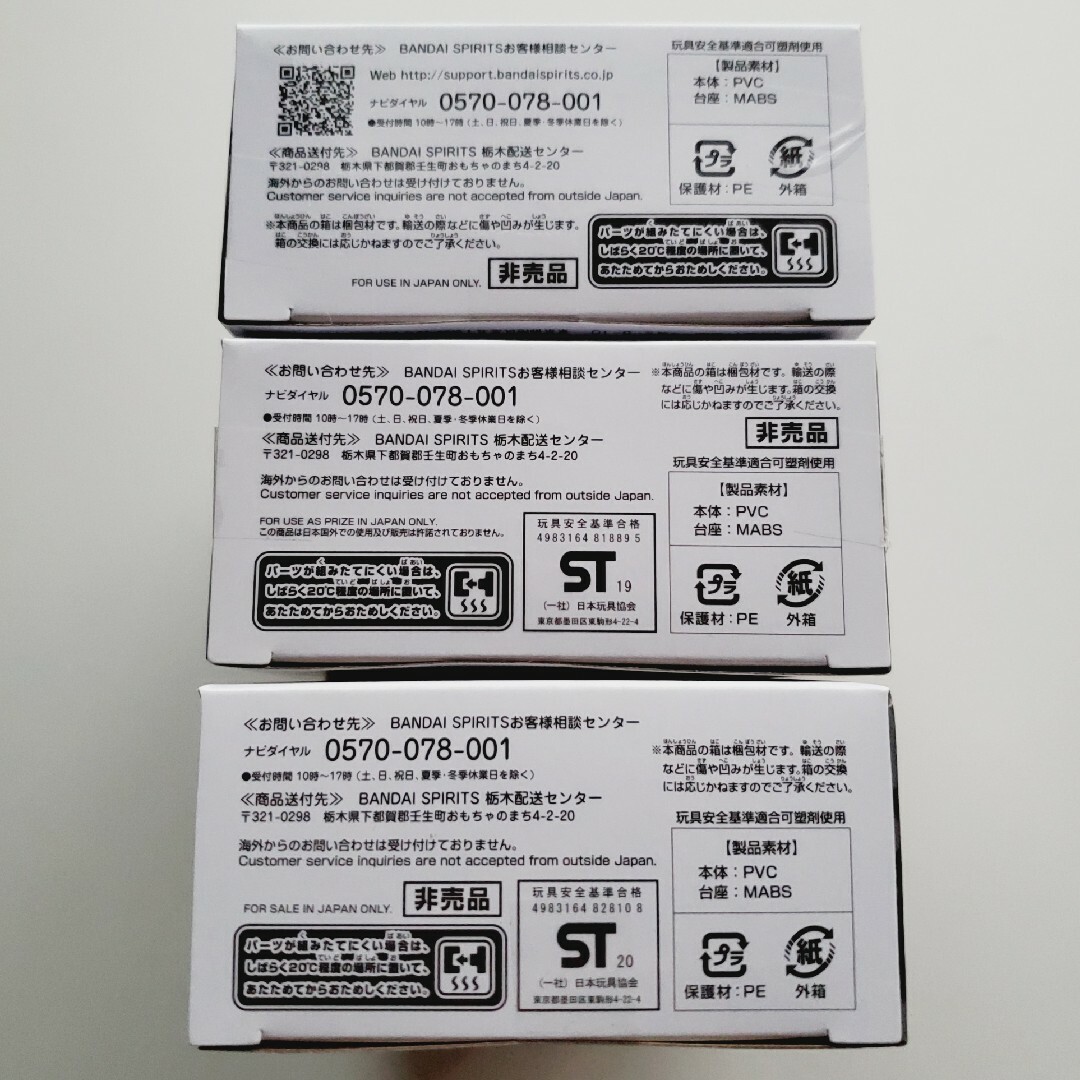 ≪お問い合わせ先≫ BANDAI SPIRITSお客様相談センター
Web http://support.bandaispirits.co.jp
ナビダイヤル 0570-078-001
●受付時間 10時～17時(土、日、祝日、夏季・冬季休業日を除く)
≪商品送付先≫ BANDAI SPIRITS 栃木配送センター
〒321-0298 栃木県下都賀郡壬生町おもちゃのまち4-2-20
海外からのお問い合わせは受け付けておりません。
Customer service inquiries are not accepted from outside Japan.
※本商品の箱は梱包材です。輸送の際などに傷や凹みが生じます。
箱の交換には応じかねますのでご了承ください。
FOR USE IN JAPAN ONLY.
非売品
玩具安全基準適合可塑剤使用
【製品素材】
本体：PVC
台座：MABS
プラ
紙
保護材：PE
外箱
パーツが組みたてにくい場合は、
しばらく20℃程度の場所に置いて、
あたためてからおためしください。
≪お問い合わせ先≫ BANDAI SPIRITSお客様相談センター
ナビダイヤル 0570-078-001
●受付時間 10時～17時(土、日、祝日、夏季・冬季休業日を除く)
≪商品送付先≫ BANDAI SPIRITS 栃木配送センター
〒321-0298 栃木県下都賀郡壬生町おもちゃのまち4-2-20
海外からのお問い合わせは受け付けておりません。
Customer service inquiries are not accepted from outside Japan.
FOR USE AS PRIZE IN JAPAN ONLY.
この商品は日本国外での使用及び販売は許諾されておりません。
パーツが組みたてにくい場合は、
しばらく20℃程度の場所に置いて、
あたためてからおためしください。
玩具安全基準合格
4983164 81889 5
ST 19
(一社) 日本玩具協会
東京都墨田区東駒形4-22-4
※本商品の箱は梱包材です。輸送の際
などに傷や凹みが生じます。箱の交換
には応じかねますのでご了承ください。
非売品
玩具安全基準適合可塑剤使用
【製品素材】
本体：PVC
台座：MABS
プラ
紙
保護材：PE
外箱
≪お問い合わせ先≫ BANDAI SPIRITSお客様相談センター
ナビダイヤル 0570-078-001
●受付時間 10時～17時(土、日、祝日、夏季・冬季休業日を除く)
≪商品送付先≫ BANDAI SPIRITS 栃木配送センター
〒321-0298 栃木県下都賀郡壬生町おもちゃのまち4-2-20
海外からのお問い合わせは受け付けておりません。
Customer service inquiries are not accepted from outside Japan.
FOR SALE IN JAPAN ONLY.
非売品
パーツが組みたてにくい場合は、
しばらく20℃程度の場所に置いて、
あたためてからおためしください。
玩具安全基準合格
4983164 82810 8
ST 20
(一社) 日本玩具協会
東京都墨田区東駒形4-22-4
※本商品の箱は梱包材です。輸送の際
などに傷や凹みが生じます。箱の交換
には応じかねますのでご了承ください。
玩具安全基準適合可塑剤使用
【製品素材】
本体：PVC
台座：MABS
プラ
紙
保護材：PE
外箱